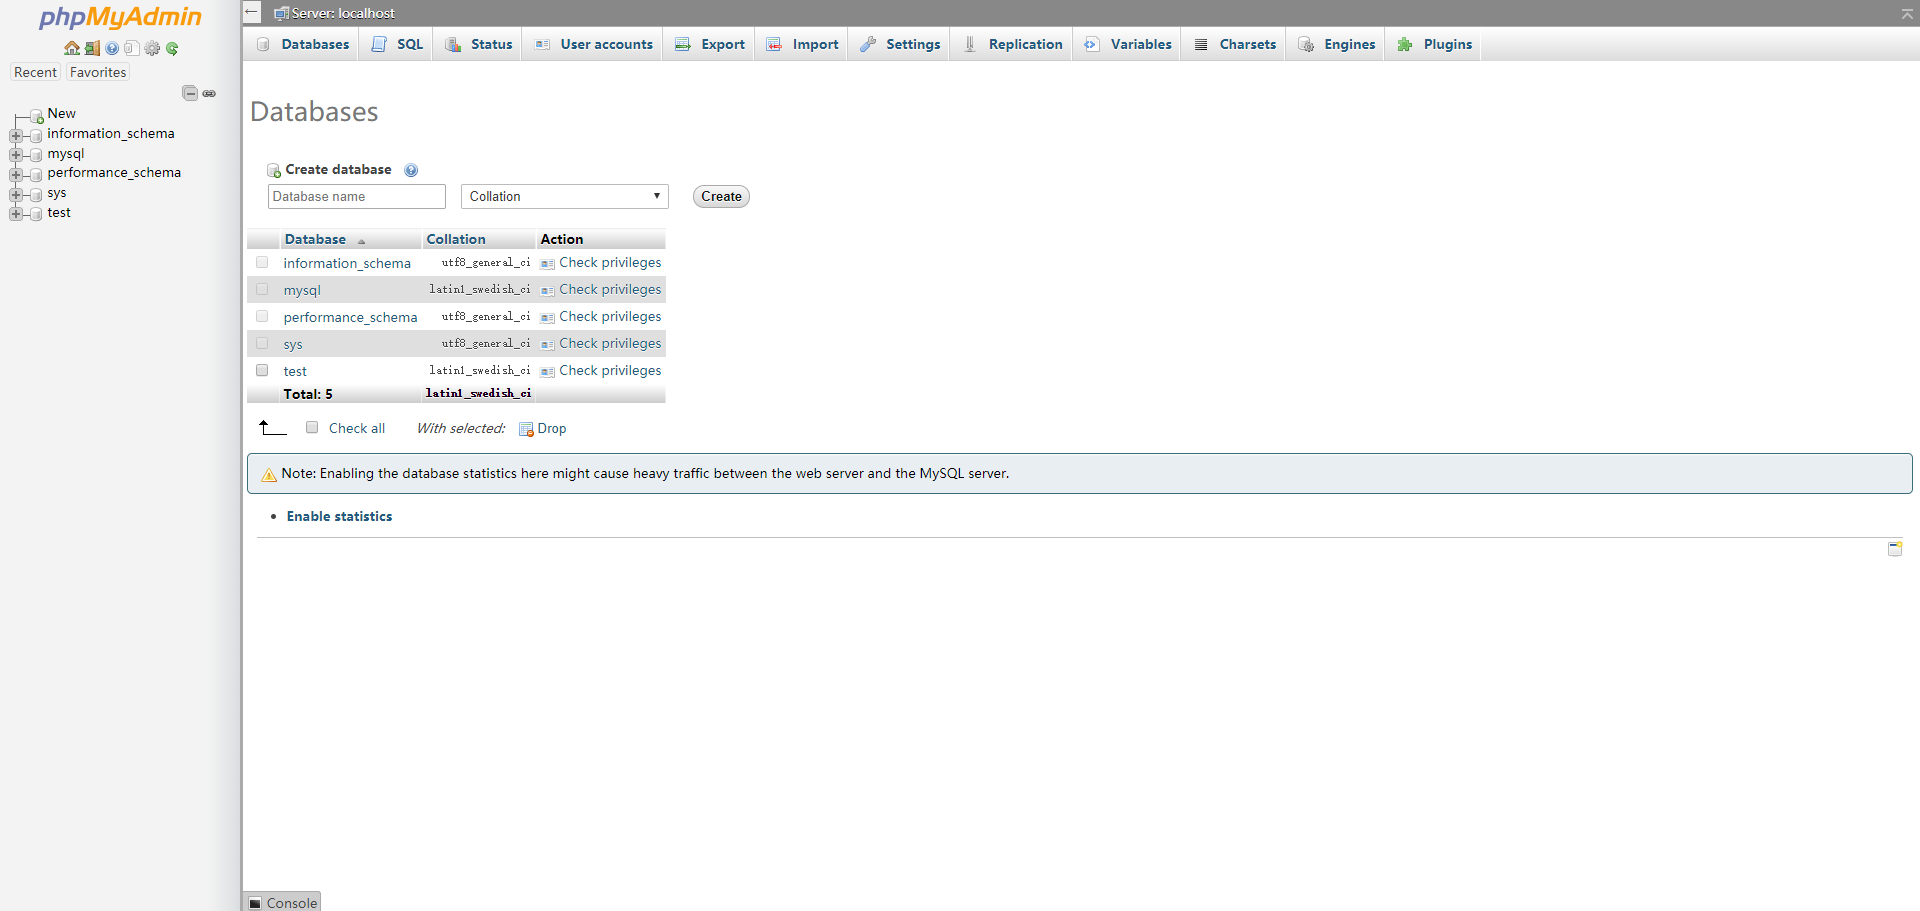 phpMyAdmin
Recent Favorites
New
information_schema
mysql
performance_schema
sys
test
Server: localhost
Databases SQL Status User accounts Export Import Settings Replication Variables Charsets Engines Plugins
Databases
Create database
Database name Collation Create
Database Collation Action
information_schema utf8_general_ci Check privileges
mysql latin1_swedish_ci Check privileges
performance_schema utf8_general_ci Check privileges
sys utf8_general_ci Check privileges
test latin1_swedish_ci Check privileges
Total: 5 latin1_swedish_ci
Check all With selected: Drop
Note: Enabling the database statistics here might cause heavy traffic between the web server and the MySQL server.
Enable statistics
Console